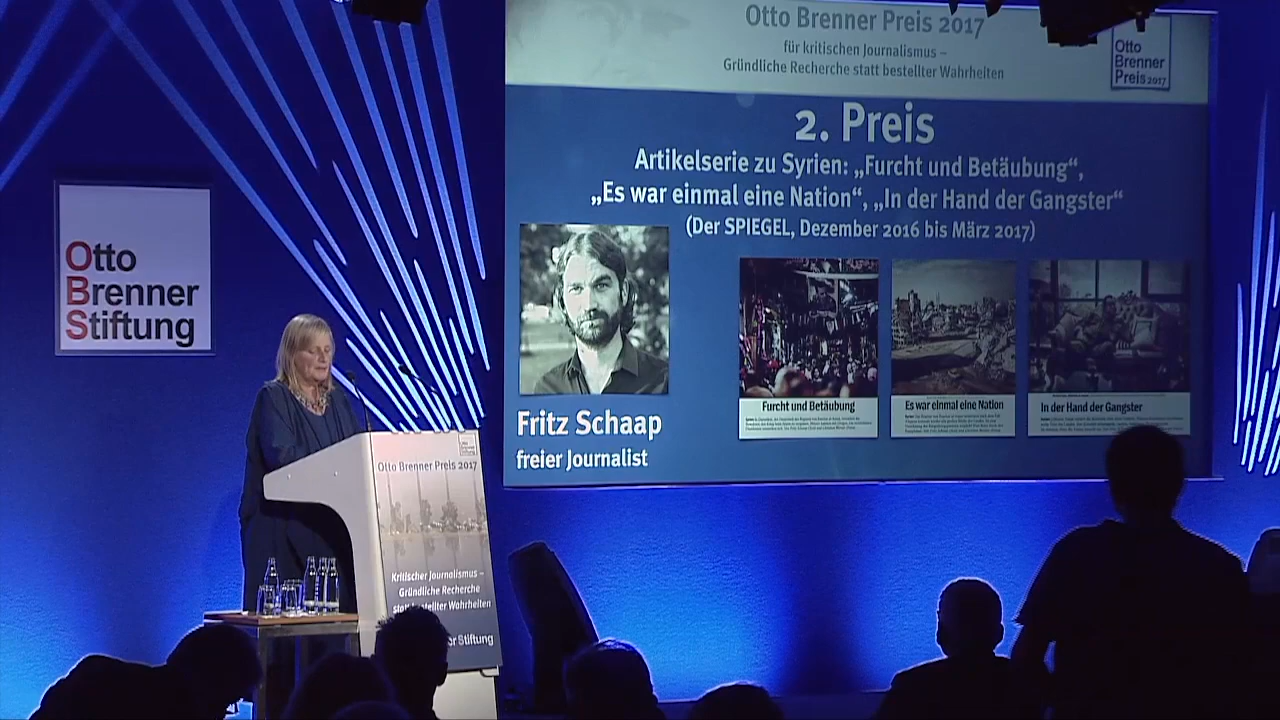 Otto Brenner Preis 2017
für kritischen Journalismus –
Gründliche Recherche statt bestellter Wahrheiten
Otto
Brenner
Preis 2017
2. Preis
Artikelserie zu Syrien: „Furcht und Betäubung“,
„Es war einmal eine Nation“, „In der Hand der Gangster“
(Der SPIEGEL, Dezember 2016 bis März 2017)
Furcht und Betäubung
Es war einmal eine Nation
In der Hand der Gangster
Fritz Schaap
freier Journalist
Otto
Brenner
Stiftung
Otto Brenner Preis 2017
Kritischer Journalismus –
Gründliche Recherche
statt bestellter Wahrheiten
Stiftung